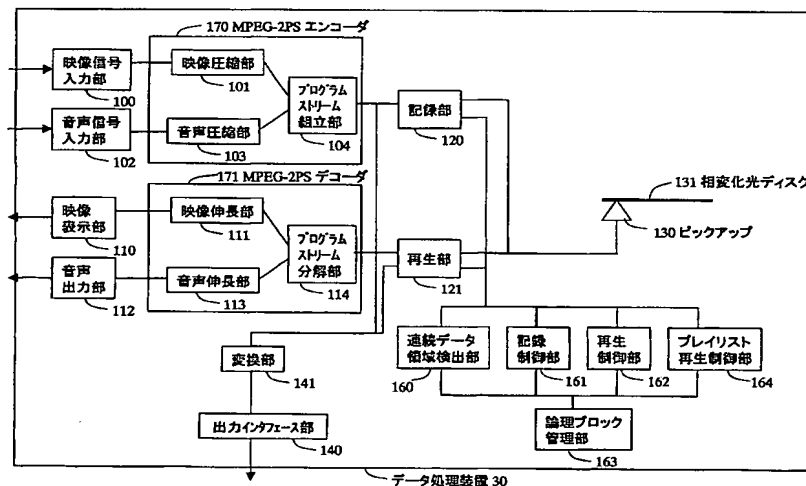 170 MPEG-2PS エンコーダ
映像信号
入力部
100
映像圧縮部
101
音声信号
入力部
102
音声圧縮部
103
プログラム
ストリーム
組立部
104
記録部
120
171 MPEG-2PS デコーダ
映像
表示部
110
映像伸長部
111
音声
出力部
112
音声伸長部
113
プログラム
ストリーム
分解部
114
再生部
121
131 相変化光ディスク
130 ピックアップ
変換部
141
出力インタフェース部
140
連続データ
領域検出部
160
記録
制御部
161
再生
制御部
162
プレイリスト
再生制御部
164
論理ブロック
管理部
163
データ処理装置 30